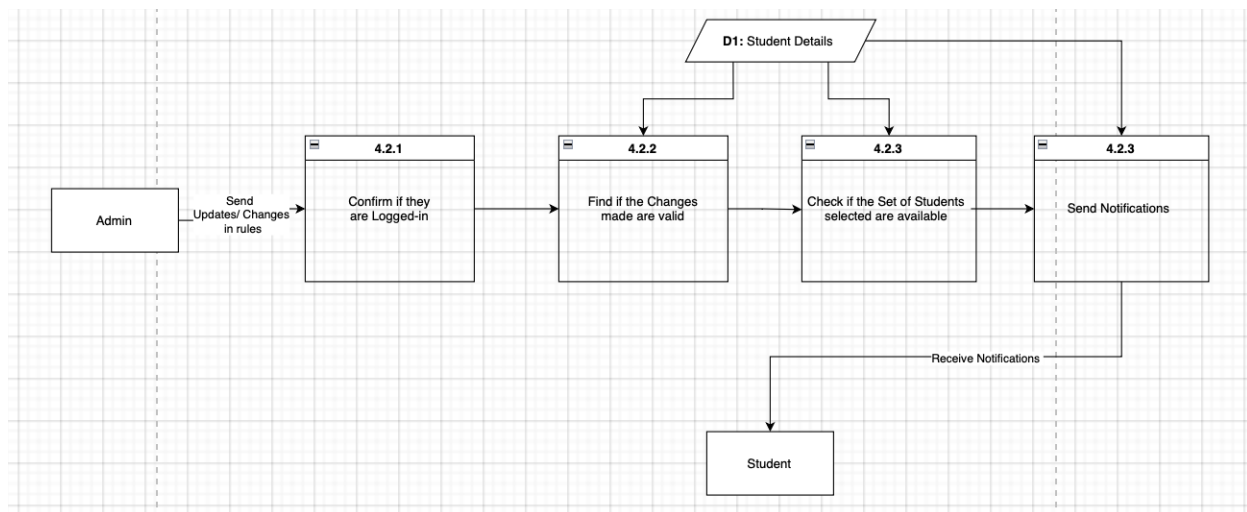 D1: Student Details
4.2.1
4.2.2
4.2.3
4.2.3
Admin
Send
Updates/ Changes
in rules
Confirm if they
are Logged-in
Find if the Changes
made are valid
Check if the Set of Students
selected are available
Send Notifications
Receive Notifications
Student